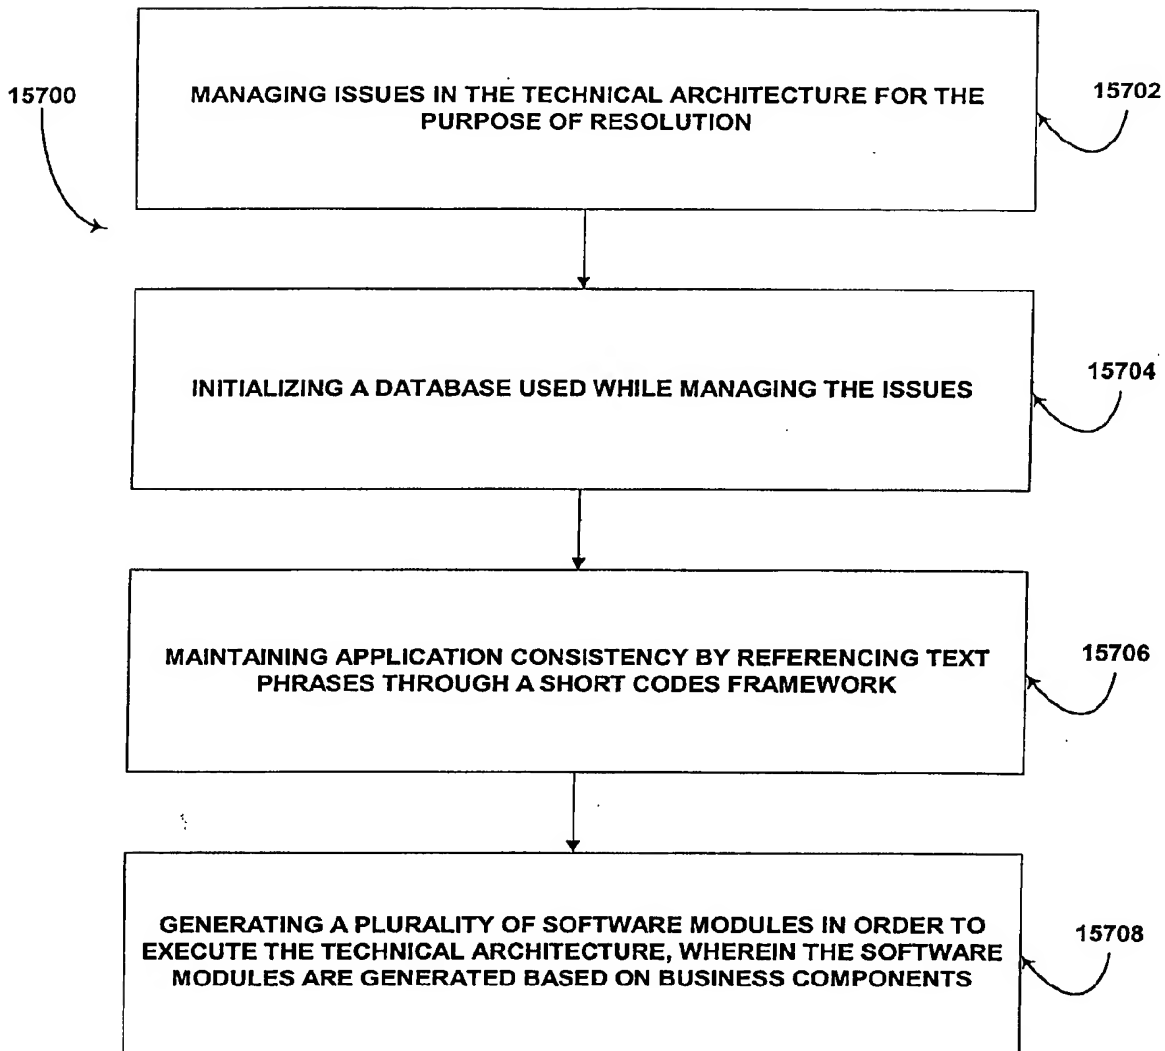 15700
MANAGING ISSUES IN THE TECHNICAL ARCHITECTURE FOR THE
PURPOSE OF RESOLUTION
15702
INITIALIZING A DATABASE USED WHILE MANAGING THE ISSUES
15704
MAINTAINING APPLICATION CONSISTENCY BY REFERENCING TEXT
PHRASES THROUGH A SHORT CODES FRAMEWORK
15706
GENERATING A PLURALITY OF SOFTWARE MODULES IN ORDER TO
EXECUTE THE TECHNICAL ARCHITECTURE, WHEREIN THE SOFTWARE
MODULES ARE GENERATED BASED ON BUSINESS COMPONENTS
15708